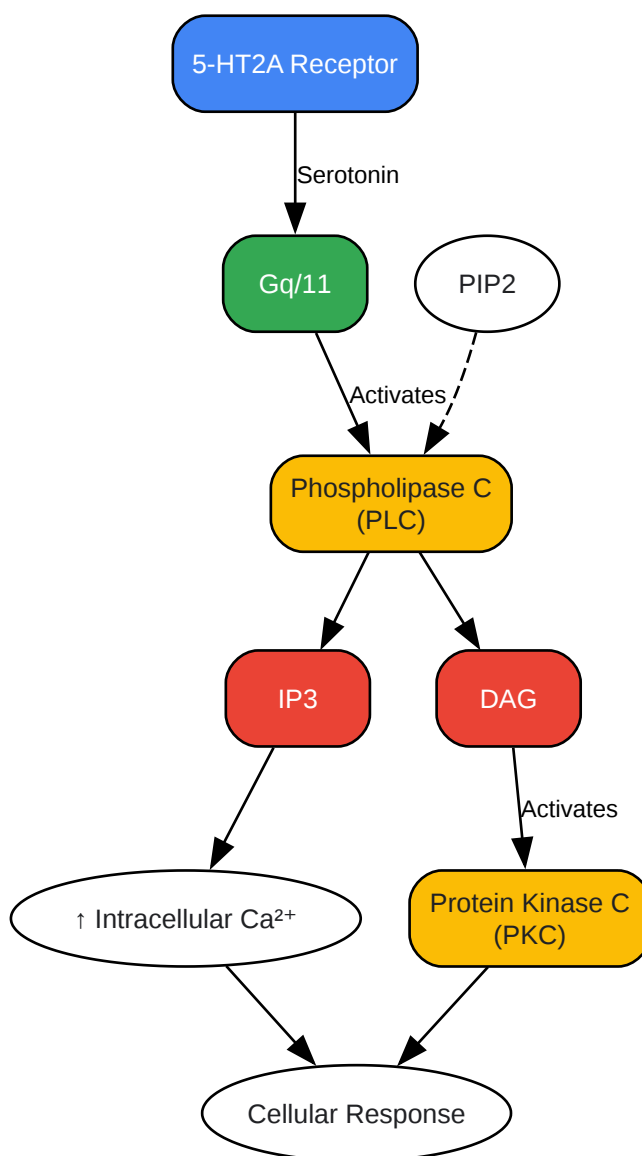 5-HT2A Receptor
Serotonin
Gq/11
PIP2
Activates
Phospholipase C
(PLC)
IP3
DAG
Activates
↑ Intracellular Ca²⁺
Protein Kinase C
(PKC)
Cellular Response